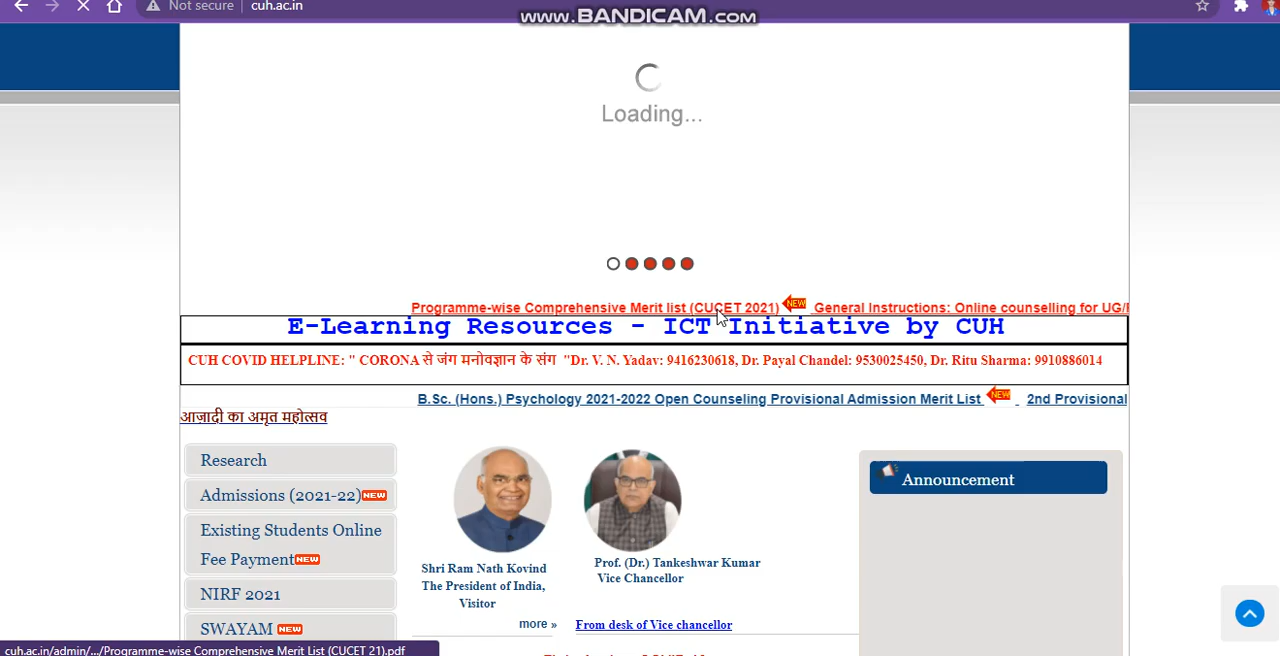 Not secure cuh.ac.in
www.BANDICAM.com
Loading...
Programme-wise Comprehensive Merit list (CUCET 2021) NEW General Instructions: Online counselling for UG/
E-Learning Resources - ICT Initiative by CUH
CUH COVID HELPLINE: " CORONA से जंग मनोवज्ञान के संग "Dr. V. N. Yadav: 9416230618, Dr. Payal Chandel: 9530025450, Dr. Ritu Sharma: 9910886014
B.Sc. (Hons.) Psychology 2021-2022 Open Counseling Provisional Admission Merit List NEW 2nd Provisional
आज़ादी का अमृत महोत्सव
Research
Admissions (2021-22) NEW
Existing Students Online
Fee Payment NEW
NIRF 2021
SWAYAM NEW
Shri Ram Nath Kovind
The President of India,
Visitor
more »
Prof. (Dr.) Tankeshwar Kumar
Vice Chancellor
From desk of Vice chancellor
Announcement
cuh.ac.in/admin/.../Programme-wise Comprehensive Merit List (CUCET 21).pdf